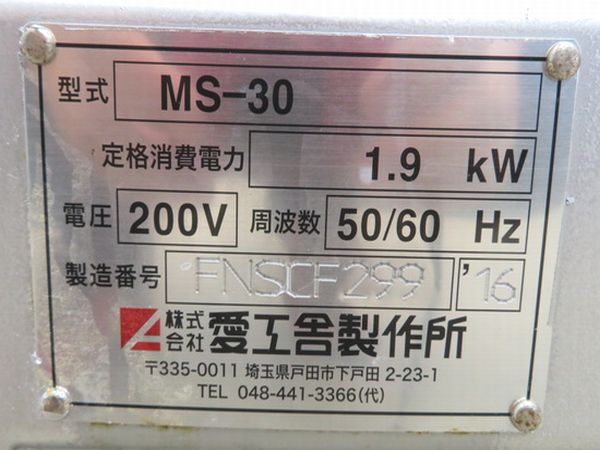 型式 MS-30
定格消費電力 1.9 kW
電圧 200V 周波数 50/60 Hz
製造番号 FNSCF299 '16
株式会社 愛工舎製作所
〒335-0011 埼玉県戸田市下戸田 2-23-1
TEL 048-441-3366(代)